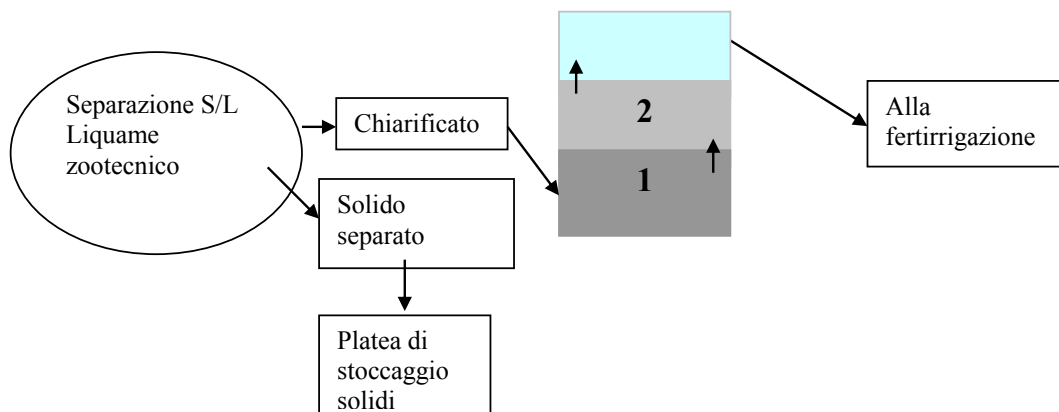 Separazione S/L
Liquame
zootecnico
Chiarificato
Solido
separato
Platea di
stoccaggio
solidi
2
1
Alla
fertirrigazione